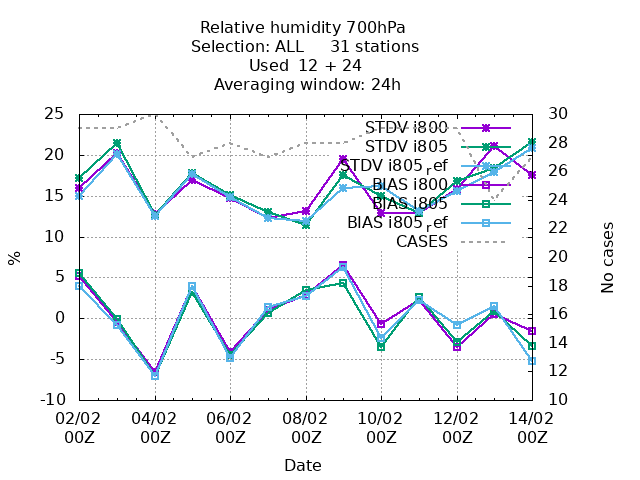 Relative humidity 700hPa
Selection: ALL 31 stations
Used 12 + 24
Averaging window: 24h
25
20
15
10
5
0
-5
-10
%
30
28
26
24
22
20
18
16
14
12
10
No cases
STDV i800
STDV i805
STDV i805ref
BIAS i800
BIAS i805
BIAS i805ref
CASES
02/02 04/02 06/02 08/02 10/02 12/02 14/02
00Z 00Z 00Z 00Z 00Z 00Z 00Z
Date